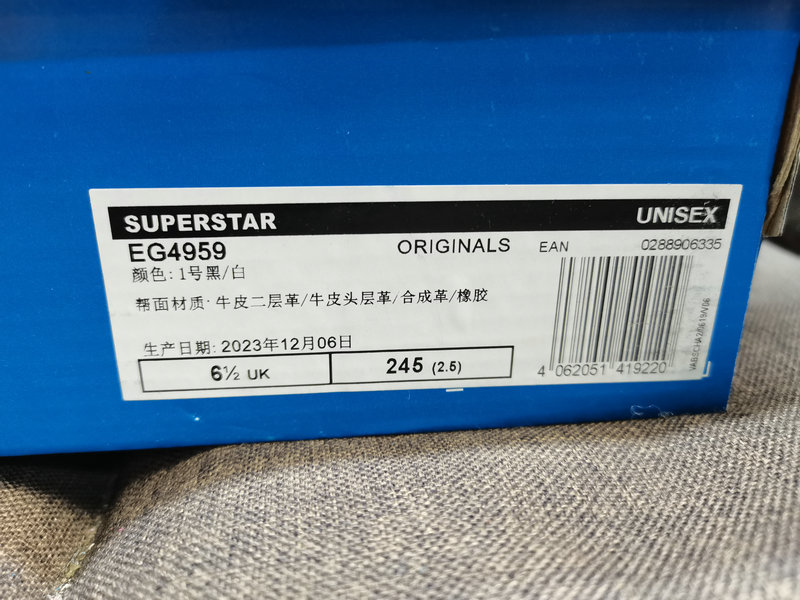 SUPERSTAR UNISEX
EG4959 ORIGINALS EAN 0288906335
颜色: 1号黑/白
帮面材质: 牛皮二层革/牛皮头层革/合成革/橡胶
生产日期: 2023年12月06日
6½ UK 245 (2.5)
4 062051 419220